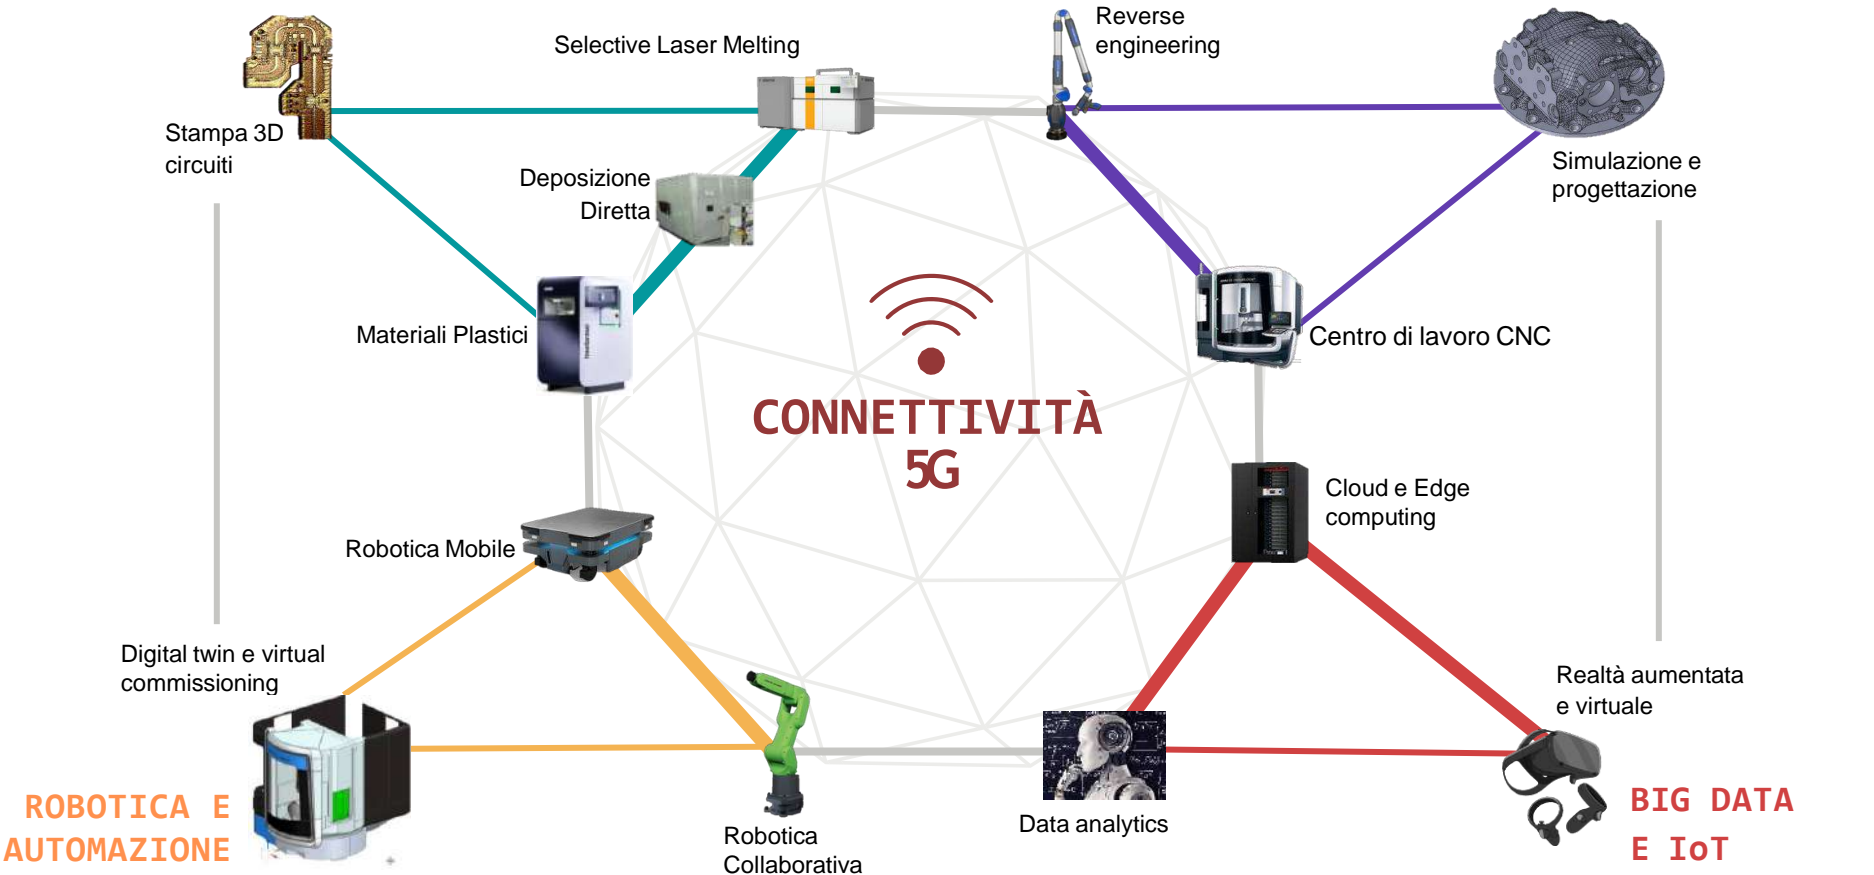 Reverse
engineering
Selective Laser Melting
Stampa 3D
circuiti
Simulazione e
progettazione
Deposizione
Diretta
Materiali Plastici
Centro di lavoro CNC
CONNETTIVITÀ
5G
Cloud e Edge
computing
Robotica Mobile
Digital twin e virtual
commissioning
Realtà aumentata
e virtuale
ROBOTICA E
AUTOMAZIONE
BIG DATA
E IoT
Data analytics
Robotica
Collaborativa